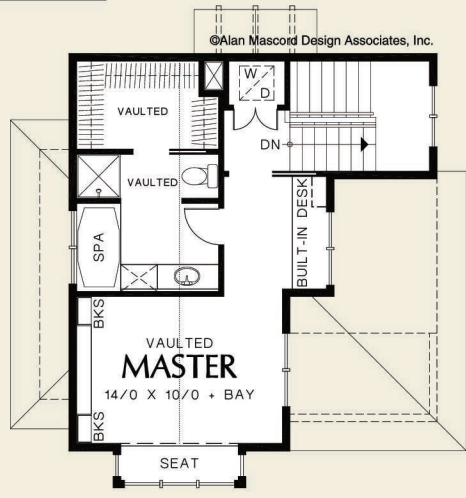 ©Alan Mascord Design Associates, Inc.
W
D
VAULTED
DN
VAULTED
BUILT-IN DESK
SPA
BKS
VAULTED
MASTER
14/0 X 10/0 + BAY
BKS
SEAT